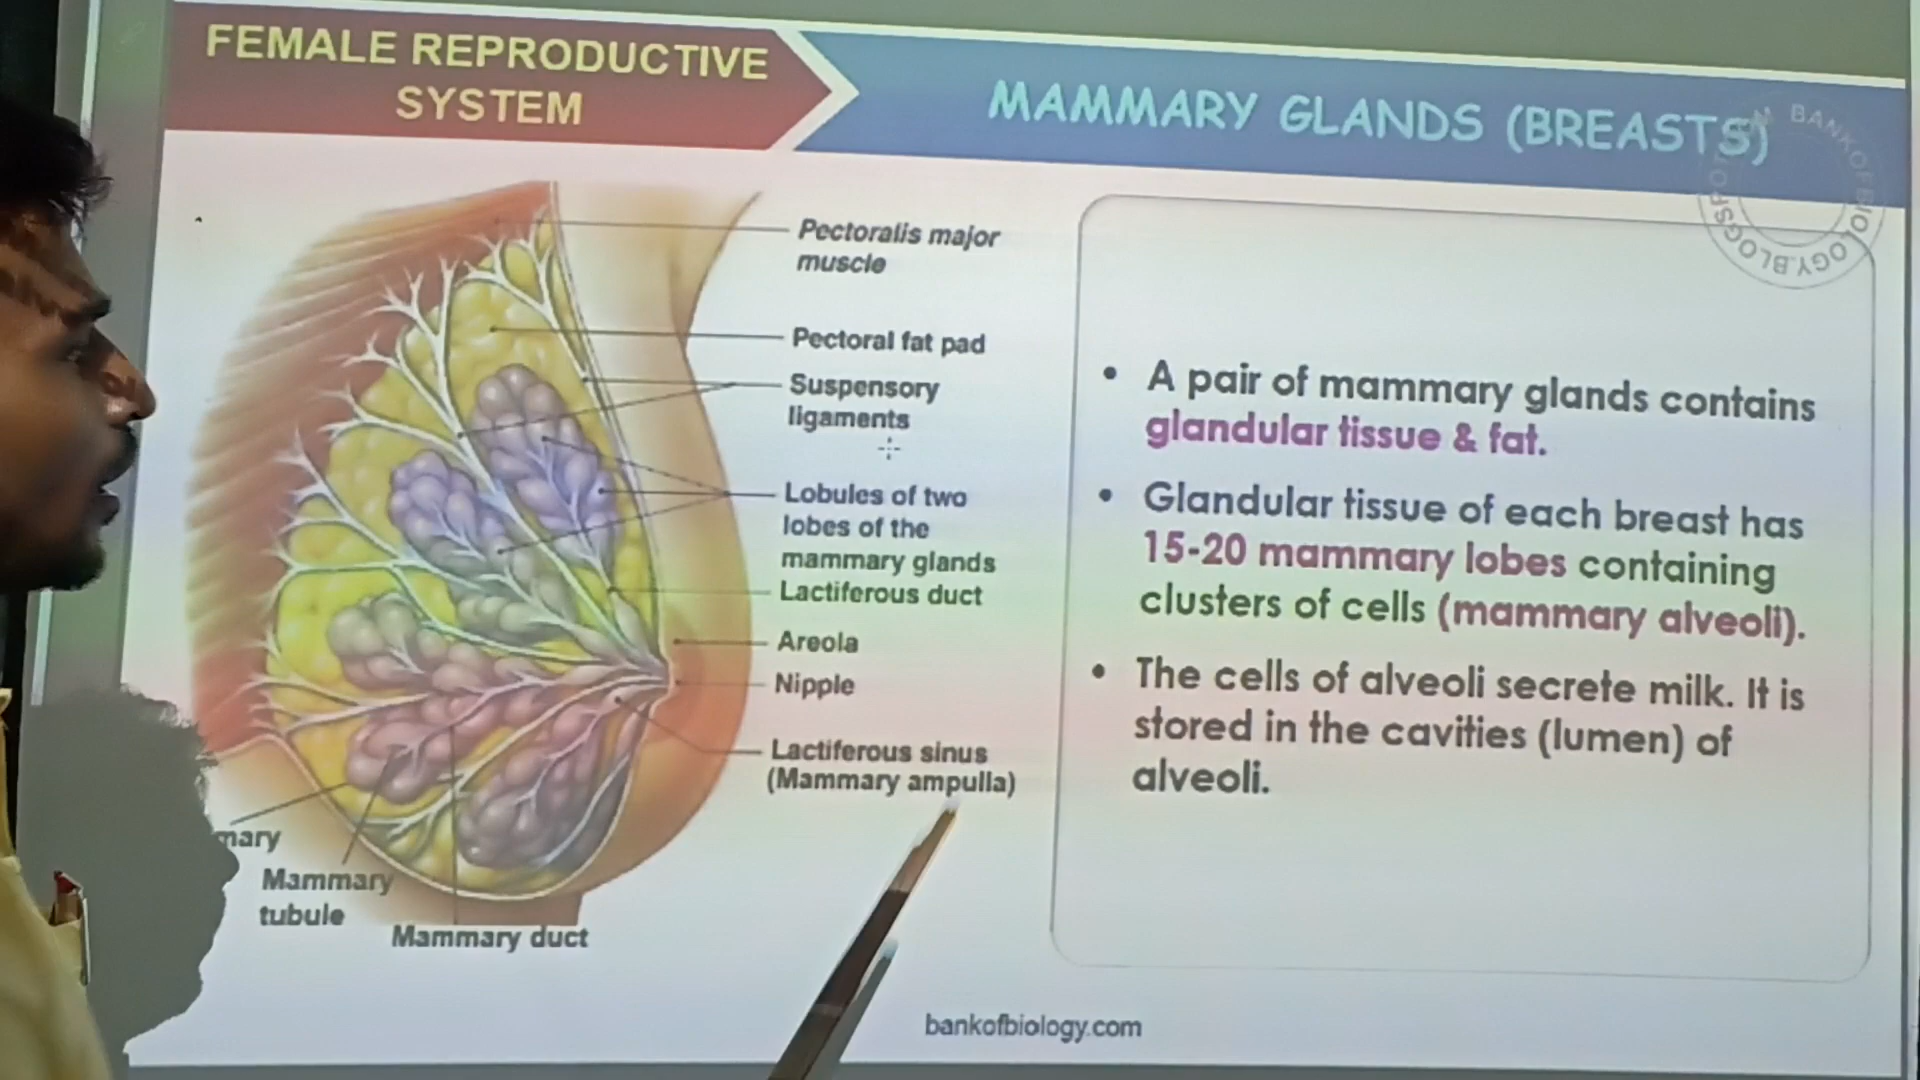 FEMALE REPRODUCTIVE
SYSTEM
MAMMARY GLANDS (BREASTS)
Pectoralis major
muscle
Pectoral fat pad
Suspensory
ligaments
Lobules of two
lobes of the
mammary glands
Lactiferous duct
Areola
Nipple
Lactiferous sinus
(Mammary ampulla)
mary
Mammary
tubule
Mammary duct
• A pair of mammary glands contains
glandular tissue & fat.
• Glandular tissue of each breast has
15-20 mammary lobes containing
clusters of cells (mammary alveoli).
• The cells of alveoli secrete milk. It is
stored in the cavities (lumen) of
alveoli.
bankofbiology.com